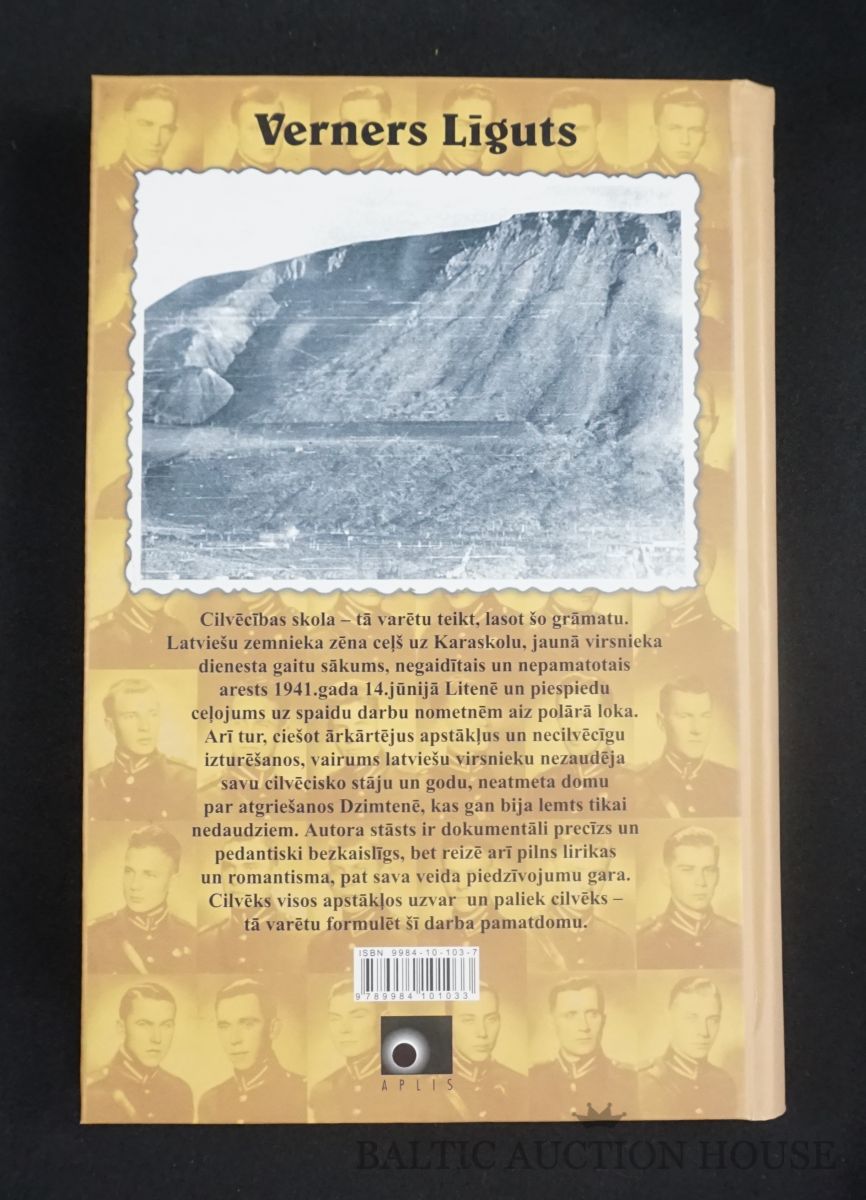 Verners Līguts
Cilvēcības skola – tā varētu teikt, lasot šo grāmatu.
Latviešu zemnieka zēna ceļš uz Karaskolu, jaunā virsnieka
dienesta gaitu sākums, negaidītais un nepamatotais
arests 1941.gada 14.jūnijā Litenē un piespiedu
ceļojums uz spaidu darbu nometnēm aiz polārā loka.
Arī tur, ciešot ārkārtējus apstākļus un necilvēcīgu
izturēšanos, vairums latviešu virsnieku nezaudēja
savu cilvēcisko stāju un godu, neatmeta domu
par atgriešanos Dzimtenē, kas gan bija lemts tikai
nedaudziem. Autora stāsts ir dokumentāli precīzs un
pedantiski bezkaislīgs, bet reizē arī pilns lirikas
un romantisma, pat sava veida piedzīvojumu gara.
Cilvēks visos apstākļos uzvar un paliek cilvēks –
tā varētu formulēt šī darba pamatdomu.
ISBN 9984-10-103-7
9 789984 101033
APLIS
BALTIC AUCTION HOUSE